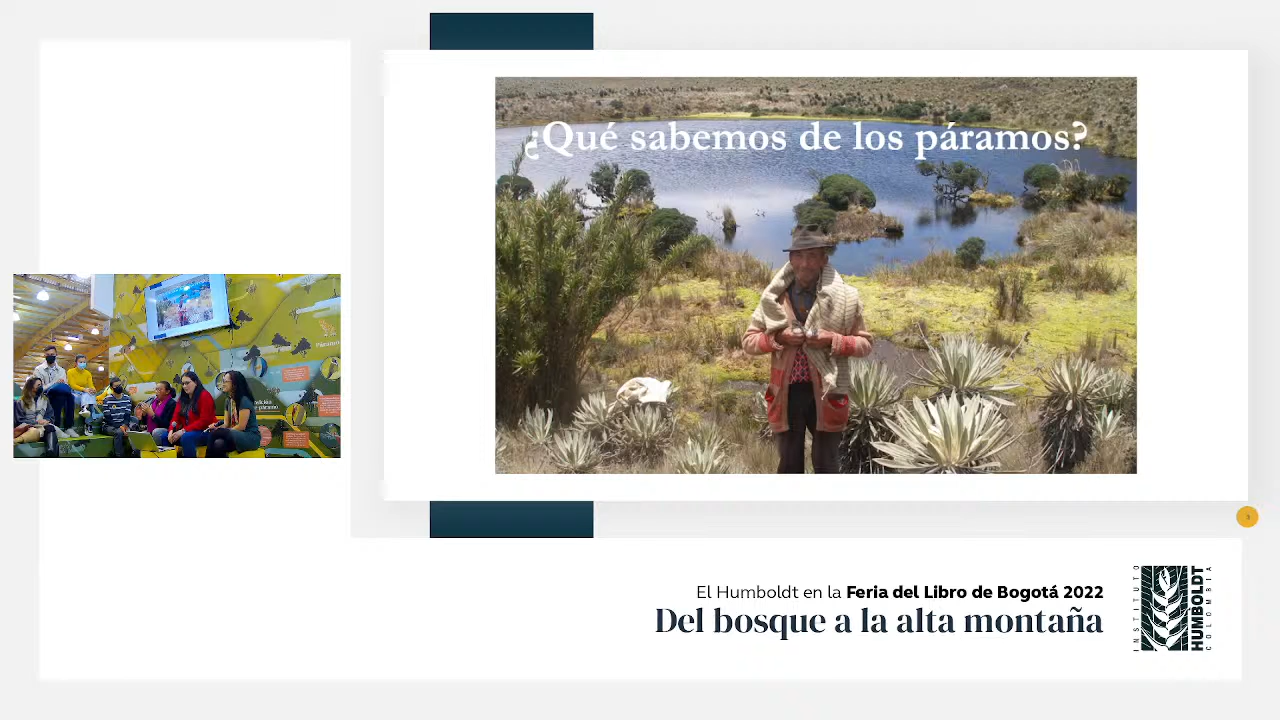 ¿Qué sabemos de los páramos?
El Humboldt en la Feria del Libro de Bogotá 2022
Del bosque a la alta montaña
INSTITUTO
HUMBOLDT
COLOMBIA
3